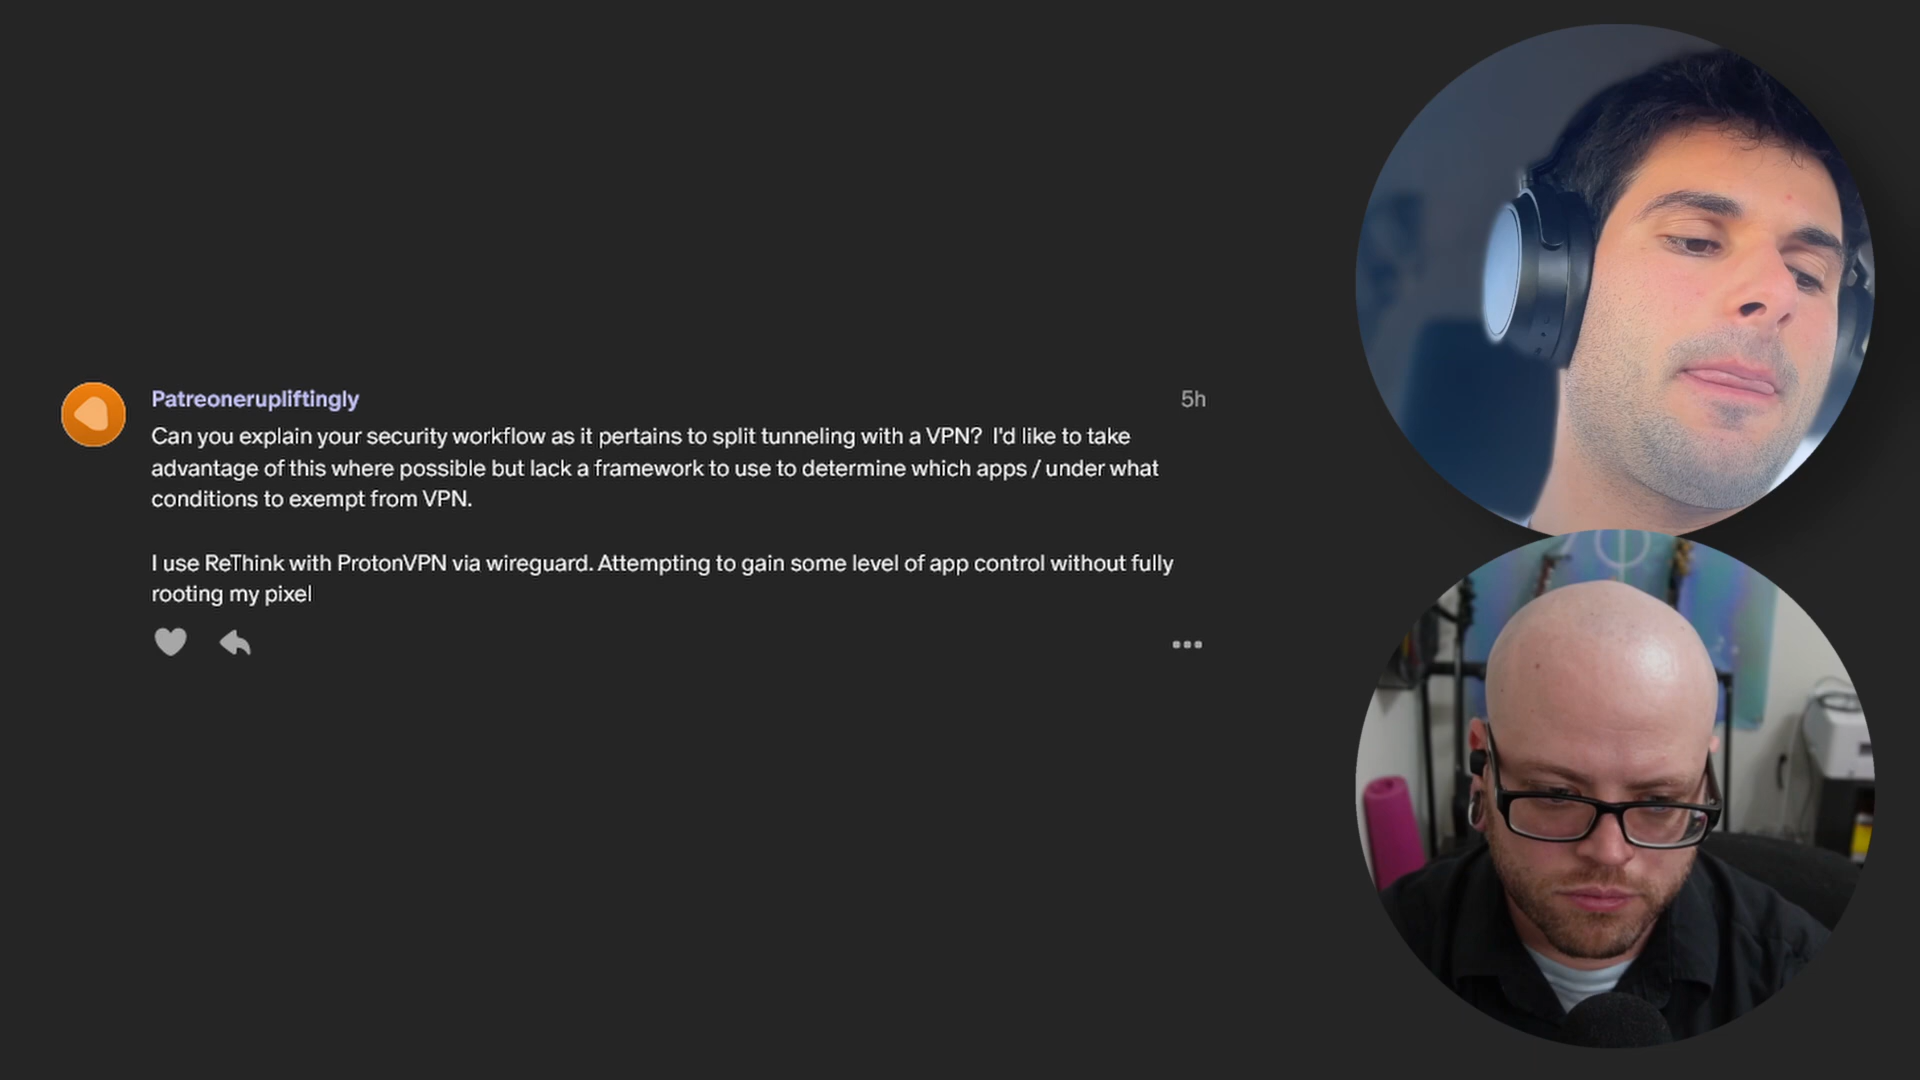 Patreonerupliftingly
5h
Can you explain your security workflow as it pertains to split tunneling with a VPN?  I'd like to take
advantage of this where possible but lack a framework to use to determine which apps / under what
conditions to exempt from VPN.
I use ReThink with ProtonVPN via wireguard. Attempting to gain some level of app control without fully
rooting my pixel